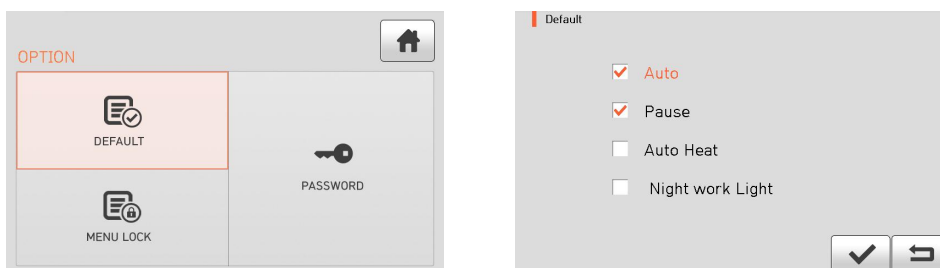 OPTION
DEFAULT
PASSWORD
MENU LOCK
Default
Auto
Pause
Auto Heat
Night work Light